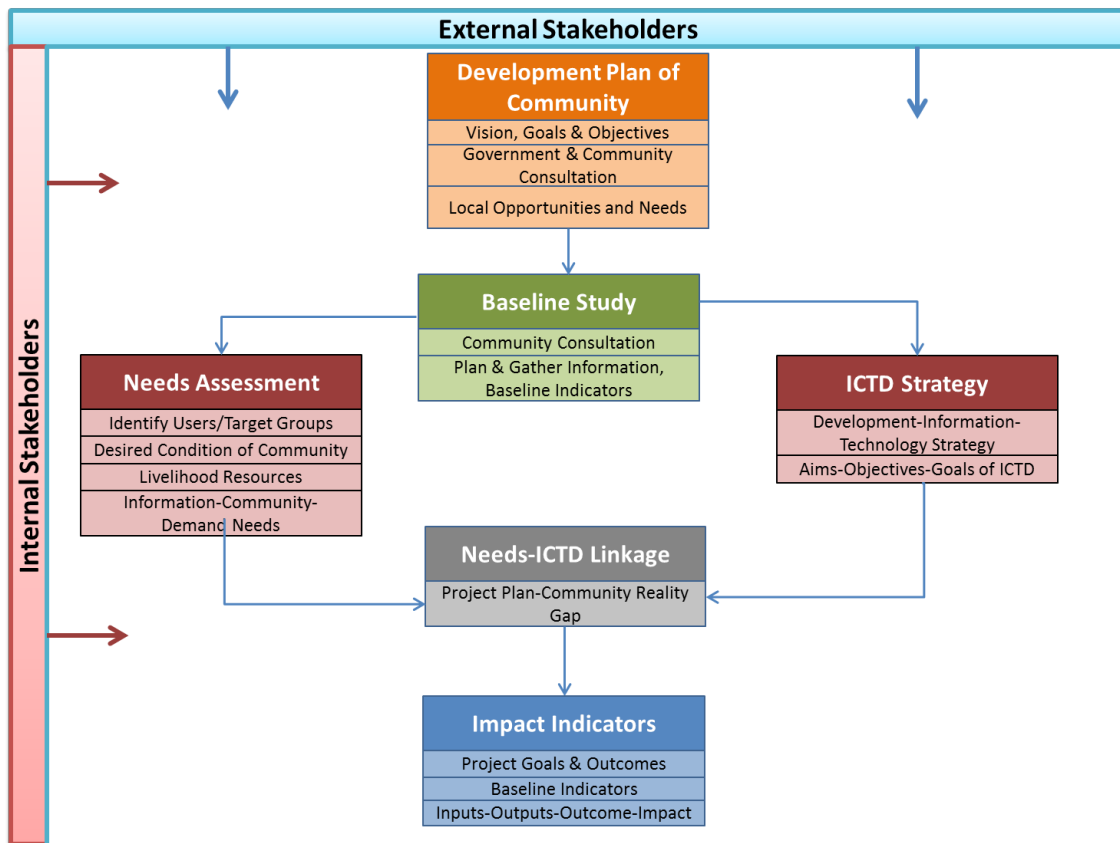 External Stakeholders
Internal Stakeholders
Development Plan of
Community
Vision, Goals & Objectives
Government & Community
Consultation
Local Opportunities and Needs
Baseline Study
Community Consultation
Plan & Gather Information,
Baseline Indicators
Needs Assessment
Identify Users/Target Groups
Desired Condition of Community
Livelihood Resources
Information-Community-
Demand Needs
ICTD Strategy
Development-Information-
Technology Strategy
Aims-Objectives-Goals of ICTD
Needs-ICTD Linkage
Project Plan-Community Reality
Gap
Impact Indicators
Project Goals & Outcomes
Baseline Indicators
Inputs-Outputs-Outcome-Impact